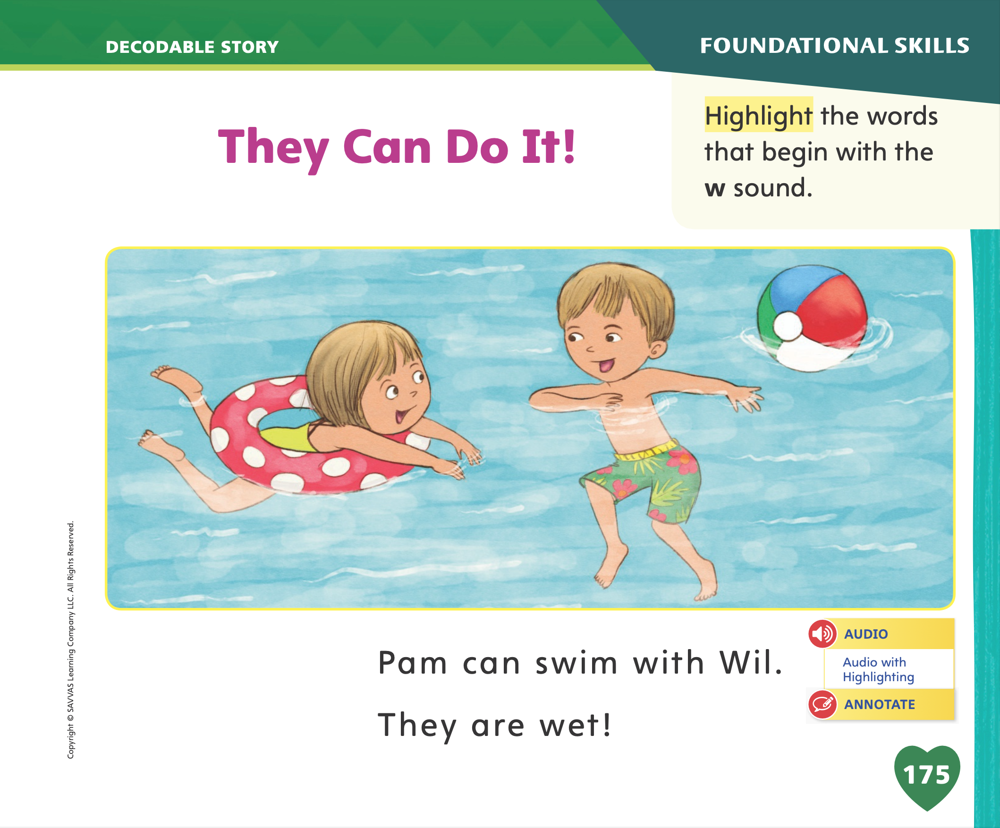 DECODABLE STORY
FOUNDATIONAL SKILLS
They Can Do It!
Highlight the words
that begin with the
w sound.
Pam can swim with Wil.
They are wet!
AUDIO
Audio with
Highlighting
ANNOTATE
Copyright © SAVVAS Learning Company LLC. All Rights Reserved.
175